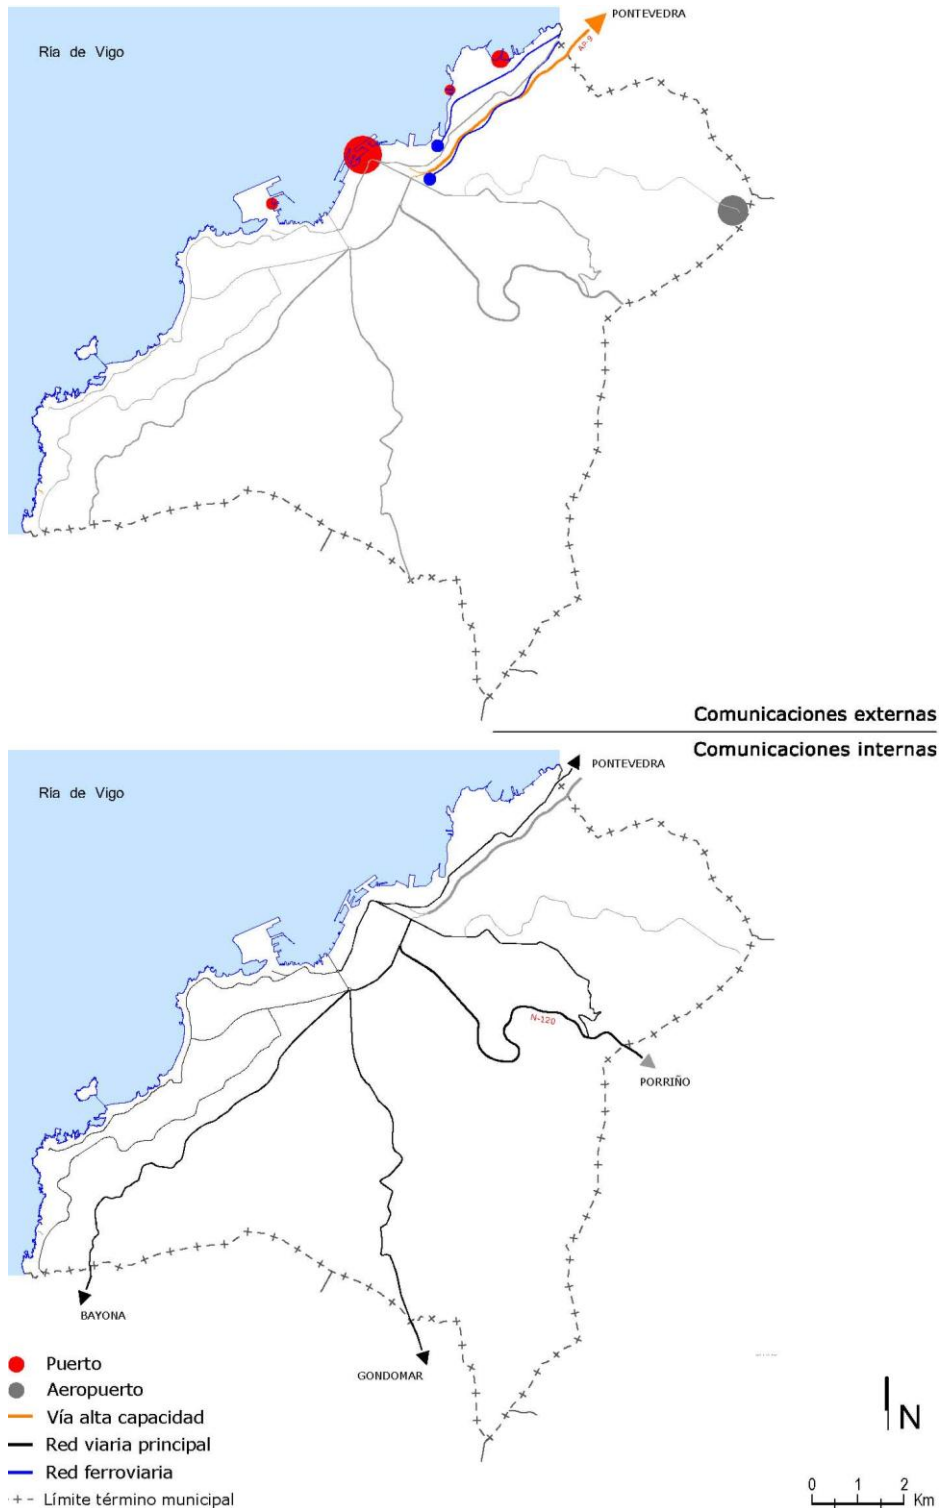 PONTEVEDRA
Ría de Vigo
AP-9
Comunicaciones externas
Comunicaciones internas
PONTEVEDRA
Ría de Vigo
N-120
PORRIÑO
BAYONA
GONDOMAR
Puerto
Aeropuerto
Vía alta capacidad
Red viaria principal
Red ferroviaria
Límite término municipal
N
0 1 2
Km